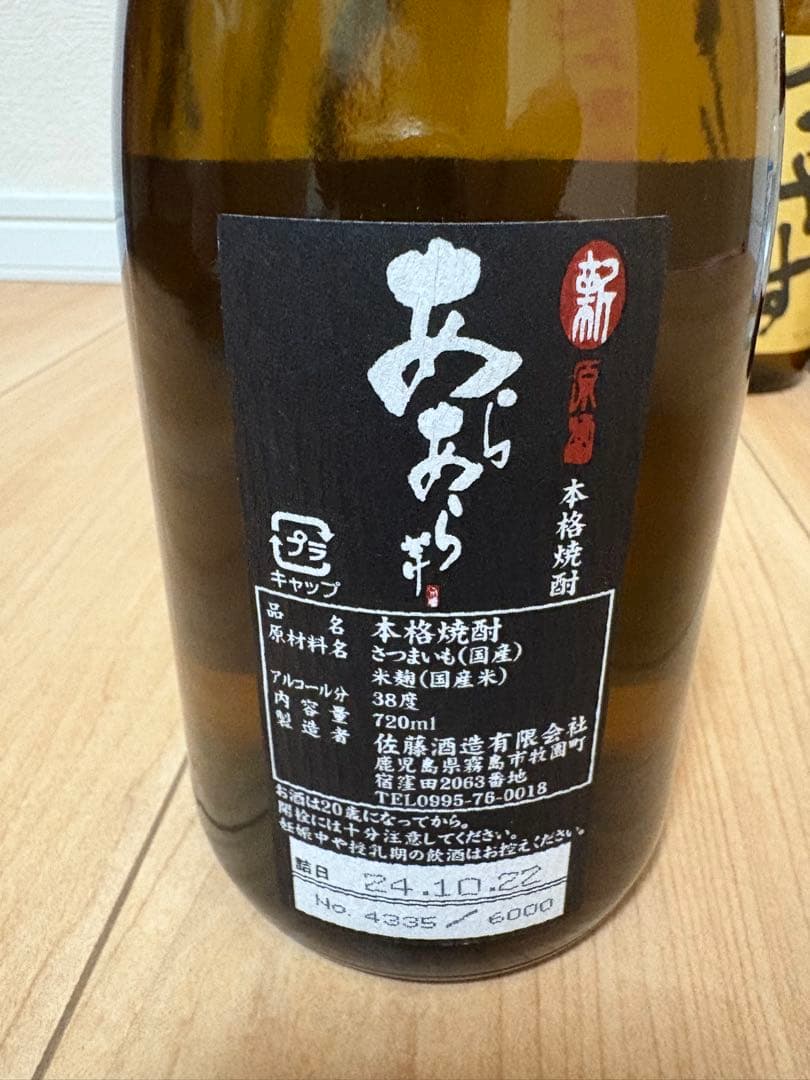 新
原酒
本格焼酎
あらあら芋
プラ
キャップ
品名 本格焼酎
原材料名 さつまいも(国産)
米麹(国産米)
アルコール分 38度
内容量 720ml
製造者 佐藤酒造有限会社
鹿児島県霧島市牧園町
宿窪田2063番地
TEL0995-76-0018
お酒は20歳になってから。
開栓には十分注意してください。
妊娠中や授乳期の飲酒はお控えください。
詰日 24.10.22
No. 4335/6000